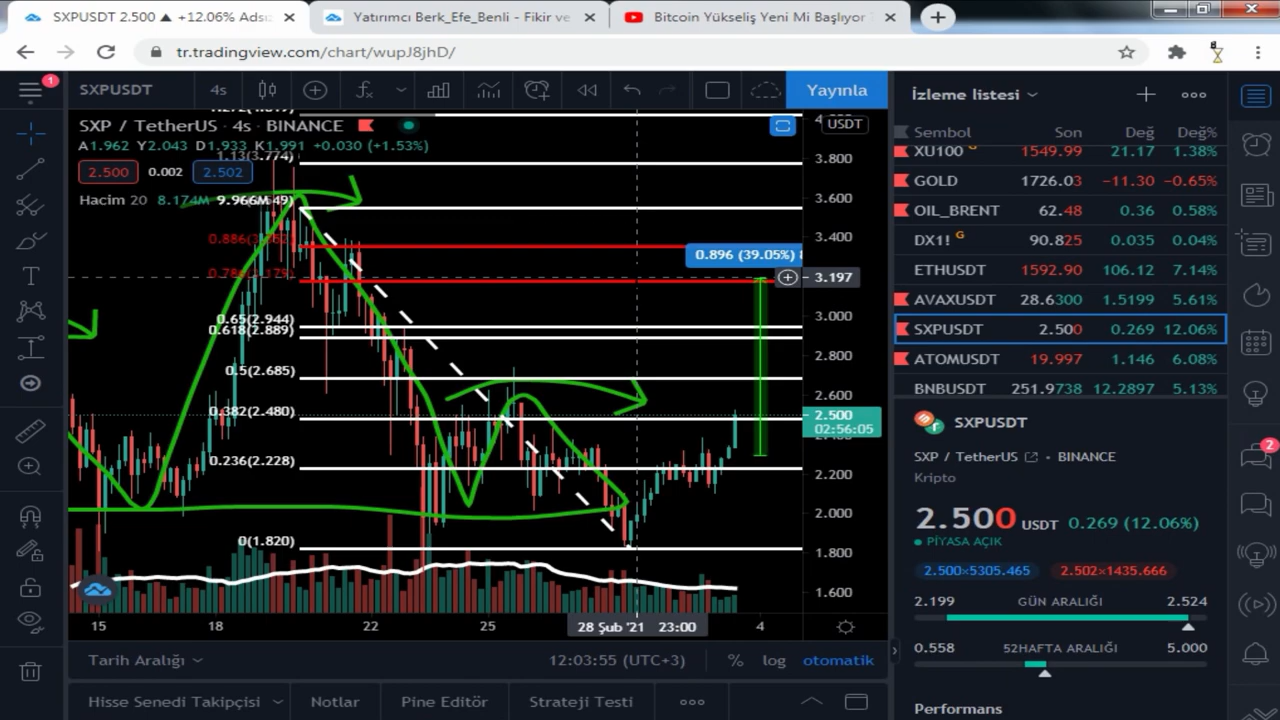 SXPUSDT 2.500 ▲ +12.06% Adsı
Yatırımcı Berk_Efe_Benli - Fikir ve
Bitcoin Yükseliş Yeni Mi Başlıyor
tr.tradingview.com/chart/wupJ8jhD/
1
SXPUSDT
4s
Yayınla
SXP / TetherUS · 4s · BINANCE
A1.962 Y2.043 D1.933 K1.991 +0.030 (+1.53%)
1.13(3.774)
2.500
0.002
2.502
Hacim 20 8.174M 9.966M
0.65(2.944)
0.618(2.889)
0.5(2.685)
0.382(2.480)
0.236(2.228)
0(1.820)
0.896 (39.05%)
USDT
3.800
3.600
3.400
3.197
3.000
2.800
2.600
2.500
02:56:05
2.200
2.000
1.800
1.600
15
18
22
25
28 Şub '21 23:00
4
Tarih Aralığı
12:03:55 (UTC+3)
%
log
otomatik
Hisse Senedi Takipçisi
Notlar
Pine Editör
Strateji Testi
İzleme listesi
Sembol Son Değ Değ%
XU100 G 1549.99 21.17 1.38%
GOLD 1726.03 −11.30 −0.65%
OIL_BRENT 62.48 0.36 0.58%
DX1! G 90.825 0.035 0.04%
ETHUSDT 1592.90 106.12 7.14%
AVAXUSDT 28.6300 1.5199 5.61%
SXPUSDT 2.500 0.269 12.06%
ATOMUSDT 19.997 1.146 6.08%
BNBUSDT 251.9738 12.2897 5.13%
SXPUSDT
SXP / TetherUS · BINANCE
Kripto
2.500 USDT 0.269 (12.06%)
PİYASA AÇIK
2.500×5305.465
2.502×1435.666
2.199 GÜN ARALIĞI 2.524
0.558 52HAFTA ARALIĞI 5.000
Performans
2